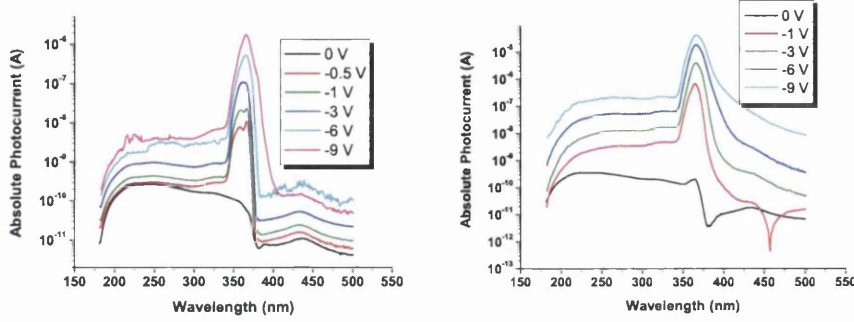 10⁻⁶
10⁻⁷
10⁻⁸
10⁻⁹
10⁻¹⁰
10⁻¹¹
Absolute Photocurrent (A)
0 V
-0.5 V
-1 V
-3 V
-6 V
-9 V
150 200 250 300 350 400 450 500 550
Wavelength (nm)
10⁻⁵
10⁻⁶
10⁻⁷
10⁻⁸
10⁻⁹
10⁻¹⁰
10⁻¹¹
10⁻¹²
10⁻¹³
Absolute Photocurrent (A)
0 V
-1 V
-3 V
-6 V
-9 V
150 200 250 300 350 400 450 500 550
Wavelength (nm)